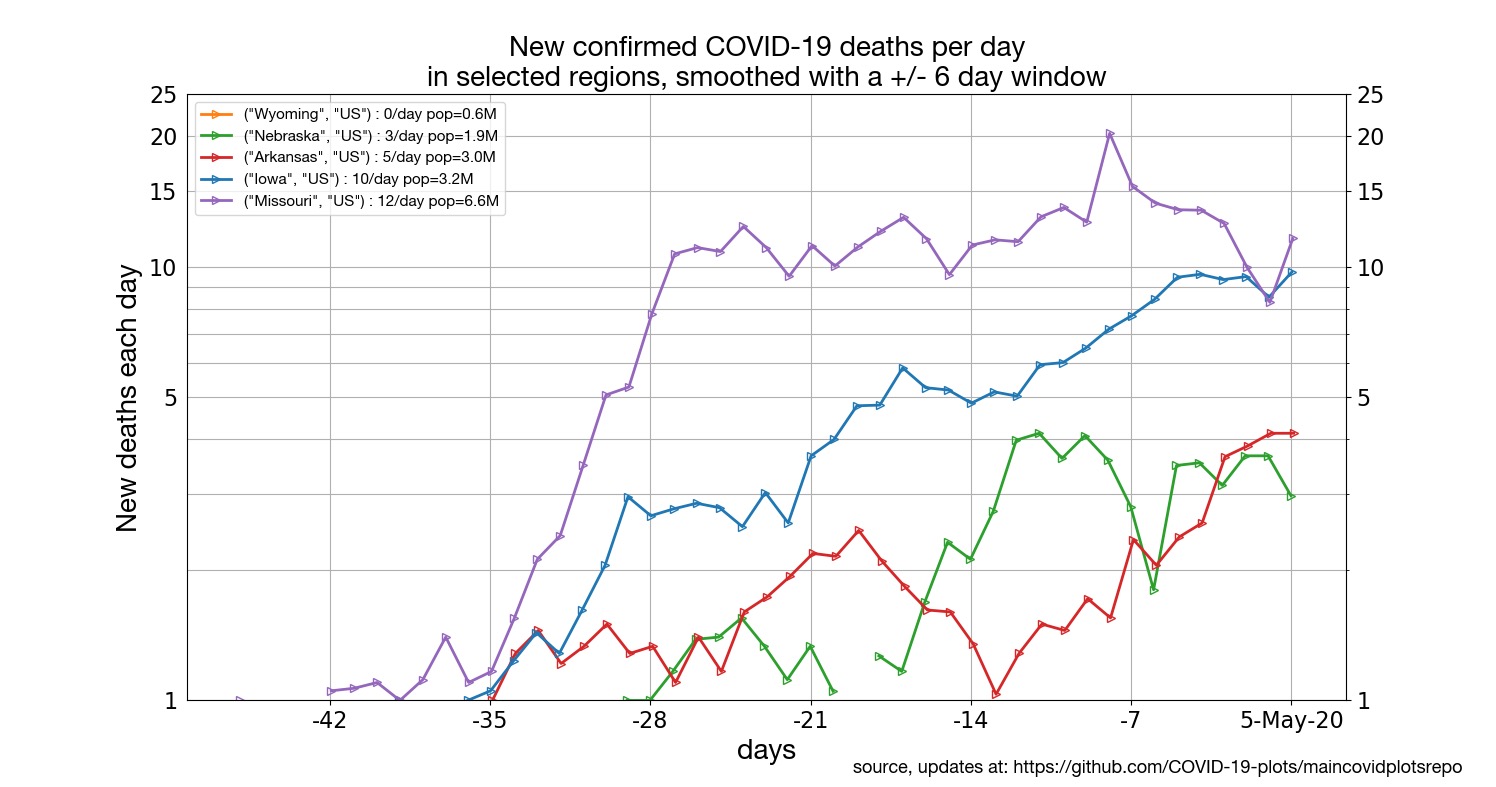 New confirmed COVID-19 deaths per day
in selected regions, smoothed with a +/- 6 day window
("Wyoming", "US") : 0/day pop=0.6M
("Nebraska", "US") : 3/day pop=1.9M
("Arkansas", "US") : 5/day pop=3.0M
("Iowa", "US") : 10/day pop=3.2M
("Missouri", "US") : 12/day pop=6.6M
New deaths each day
25
20
15
10
5
1
25
20
15
10
5
1
-42 -35 -28 -21 -14 -7 5-May-20
days
source, updates at: https://github.com/COVID-19-plots/maincovidplotsrepo